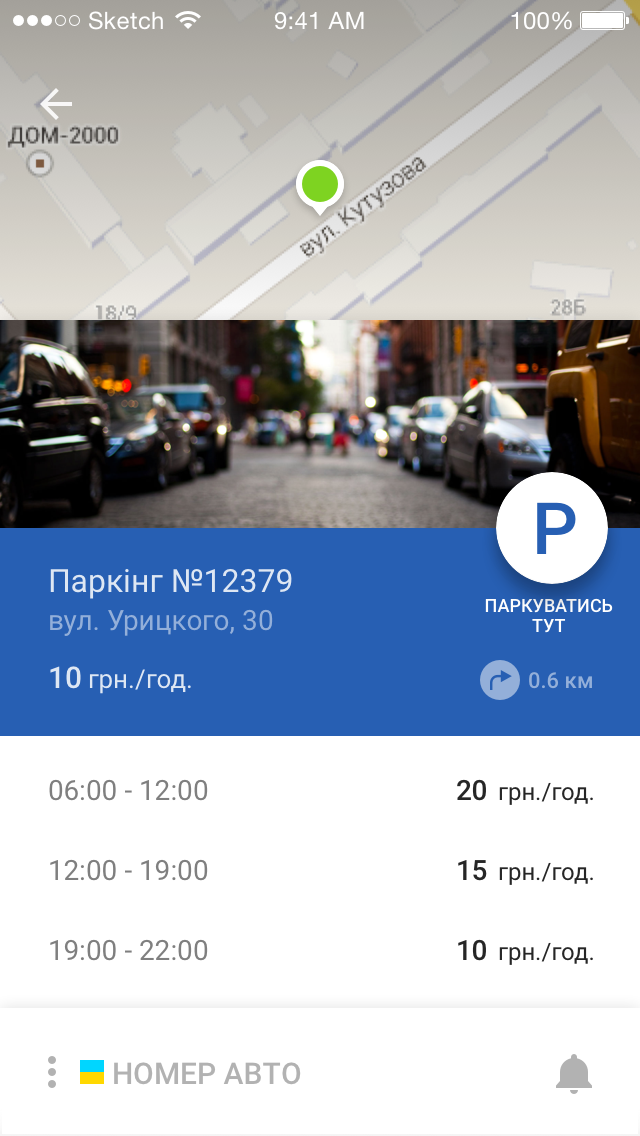 Sketch 9:41 AM 100%
ДОМ-2000
вул. Кутузова
18/9
28Б
P
Паркінг №12379
вул. Урицкого, 30
ПАРКУВАТИСЬ
ТУТ
10 грн./год.
0.6 км
06:00 - 12:00 20 грн./год.
12:00 - 19:00 15 грн./год.
19:00 - 22:00 10 грн./год.
НОМЕР АВТО